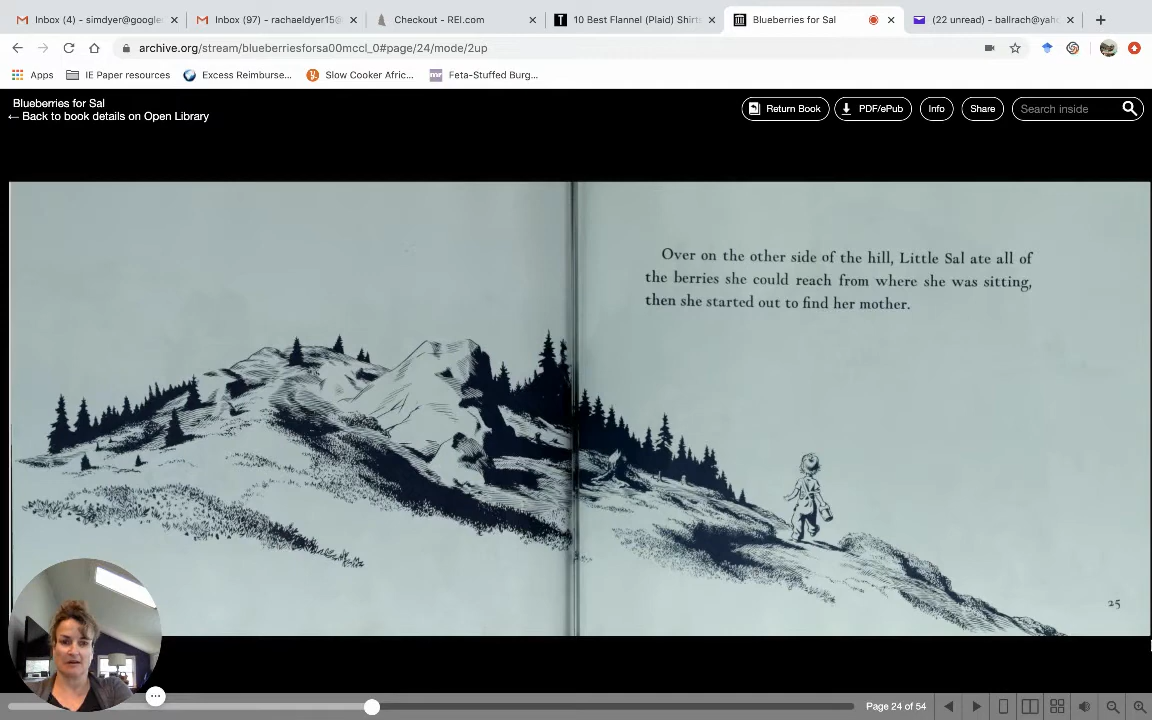 Inbox (4) - simdyer@google
Inbox (97) - rachaeldyer15@
Checkout - REI.com
10 Best Flannel (Plaid) Shirts
Blueberries for Sal
(22 unread) - ballrach@yah
archive.org/stream/blueberriesforsa00mccl_0#page/24/mode/2up
Apps
IE Paper resources
Excess Reimburse...
Slow Cooker Afric...
Feta-Stuffed Burg...
Blueberries for Sal
← Back to book details on Open Library
Return Book
PDF/ePub
Info
Share
Search inside
Over on the other side of the hill, Little Sal ate all of
the berries she could reach from where she was sitting,
then she started out to find her mother.
25
Page 24 of 54